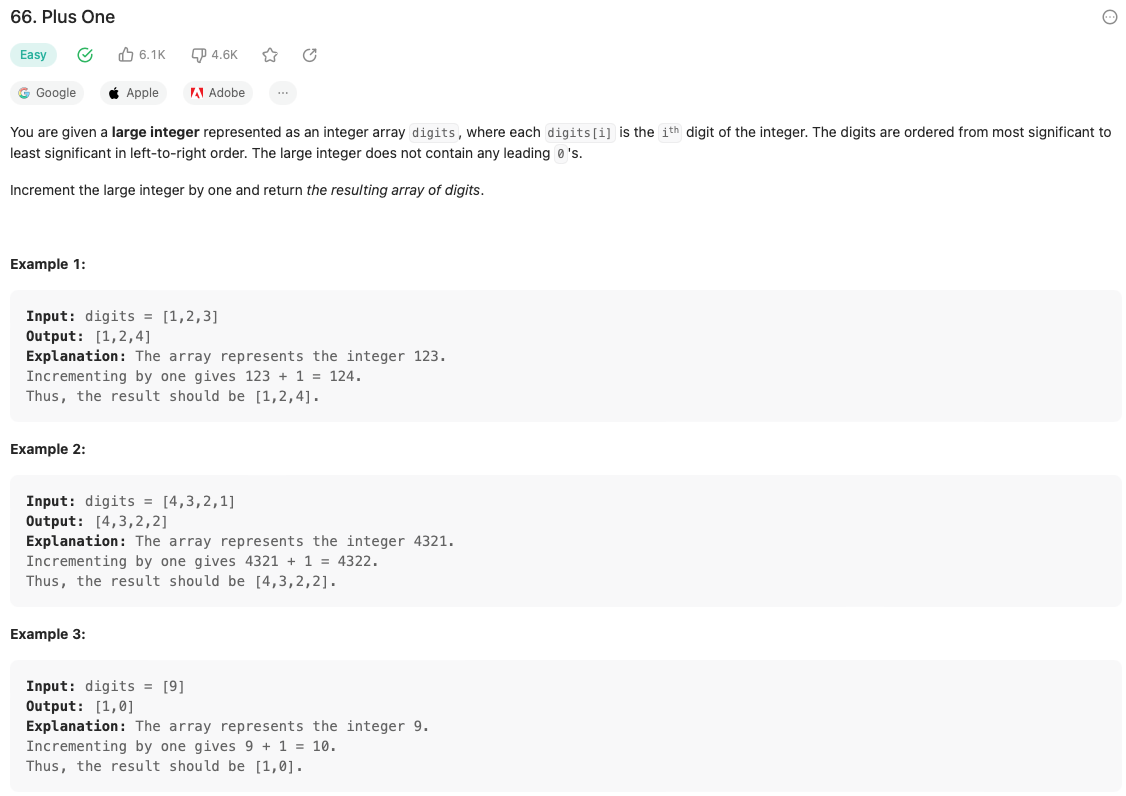 66. Plus One
Easy 6.1K 4.6K
Google Apple Adobe ...
You are given a large integer represented as an integer array digits, where each digits[i] is the ith digit of the integer. The digits are ordered from most significant to
least significant in left-to-right order. The large integer does not contain any leading 0's.
Increment the large integer by one and return the resulting array of digits.
Example 1:
Input: digits = [1,2,3]
Output: [1,2,4]
Explanation: The array represents the integer 123.
Incrementing by one gives 123 + 1 = 124.
Thus, the result should be [1,2,4].
Example 2:
Input: digits = [4,3,2,1]
Output: [4,3,2,2]
Explanation: The array represents the integer 4321.
Incrementing by one gives 4321 + 1 = 4322.
Thus, the result should be [4,3,2,2].
Example 3:
Input: digits = [9]
Output: [1,0]
Explanation: The array represents the integer 9.
Incrementing by one gives 9 + 1 = 10.
Thus, the result should be [1,0].